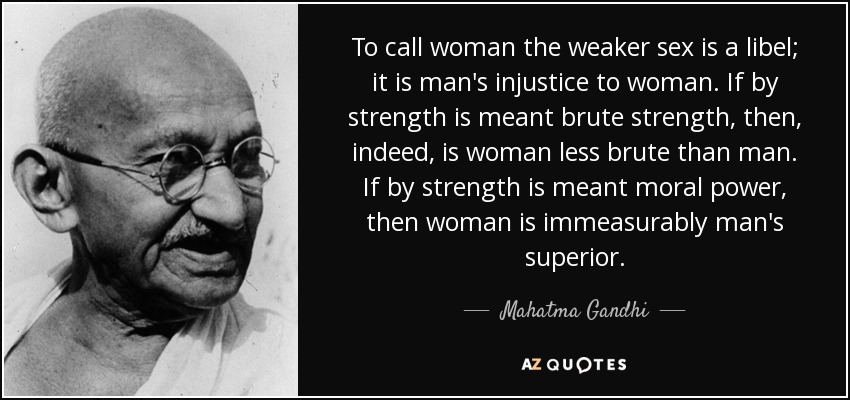 To call woman the weaker sex is a libel;
it is man's injustice to woman. If by
strength is meant brute strength, then,
indeed, is woman less brute than man.
If by strength is meant moral power,
then woman is immeasurably man's
superior.
Mahatma Gandhi
AZ QUOTES